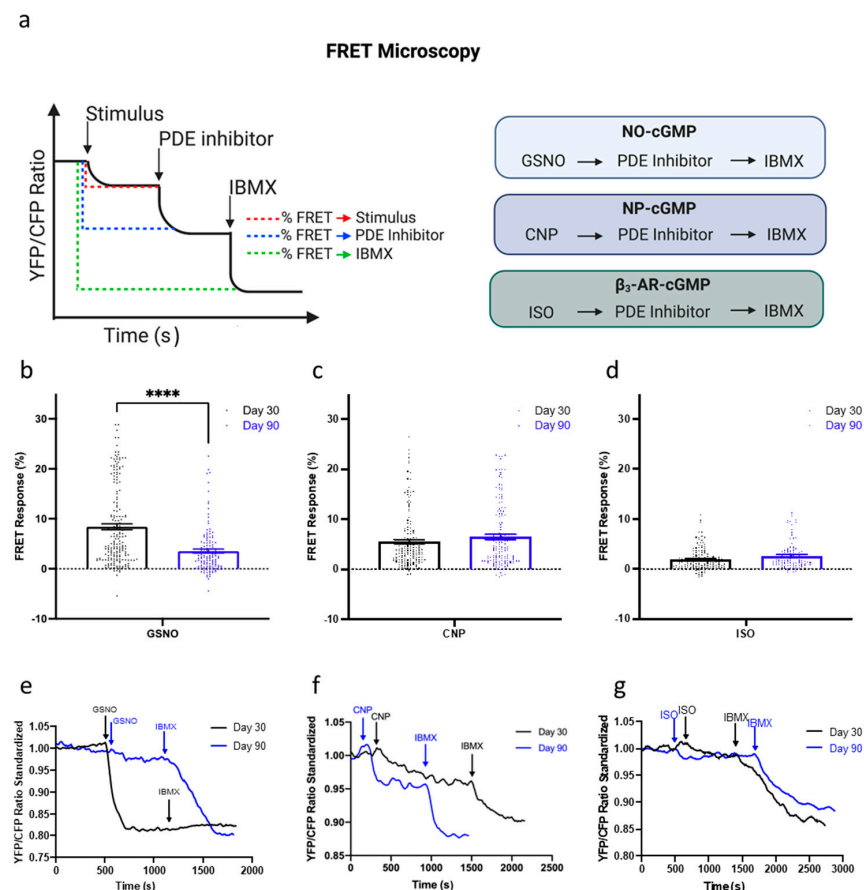 a
FRET Microscopy
Stimulus
PDE inhibitor
IBMX
% FRET → Stimulus
% FRET → PDE Inhibitor
% FRET → IBMX
YFP/CFP Ratio
Time (s)
NO-cGMP
GSNO → PDE Inhibitor → IBMX
NP-cGMP
CNP → PDE Inhibitor → IBMX
β₃-AR-cGMP
ISO → PDE Inhibitor → IBMX
b
****
Day 30
Day 90
FRET Response (%)
30
20
10
0
-10
GSNO
c
Day 30
Day 90
FRET Response (%)
30
20
10
0
-10
CNP
d
Day 30
Day 90
FRET Response (%)
30
20
10
0
-10
ISO
e
GSNO
GSNO
IBMX
IBMX
Day 30
Day 90
YFP/CFP Ratio Standardized
1.05
1.00
0.95
0.90
0.85
0.80
0.75
0
500
1000
1500
2000
Time (s)
f
CNP
CNP
IBMX
IBMX
Day 30
Day 90
YFP/CFP Ratio Standardized
1.05
1.00
0.95
0.90
0.85
0
500
1000
1500
2000
2500
Time (s)
g
ISO
ISO
IBMX
IBMX
Day 30
Day 90
YFP/CFP Ratio Standardized
1.05
1.00
0.95
0.90
0.85
0.80
0
500
1000
1500
2000
2500
3000
Time (s)